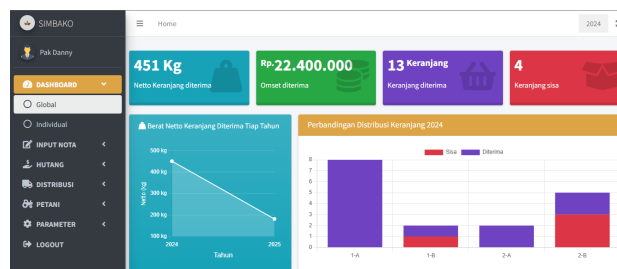 SIMBAKO
Home
2024
Pak Danny
DASHBOARD
Global
Individual
INPUT NOTA
HUTANG
DISTRIBUSI
PETANI
PARAMETER
LOGOUT
451 Kg
Netto Keranjang diterima
Rp.22.400.000
Omset diterima
13 Keranjang
Keranjang diterima
4
Keranjang sisa
Berat Netto Keranjang Diterima Tiap Tahun
500 kg
400 kg
300 kg
200 kg
100 kg
Netto (kg)
2024 2025
Tahun
Perbandingan Distribusi Keranjang 2024
Sisa Diterima
8
7
6
5
4
3
2
1
0
1-A 1-B 2-A 2-B